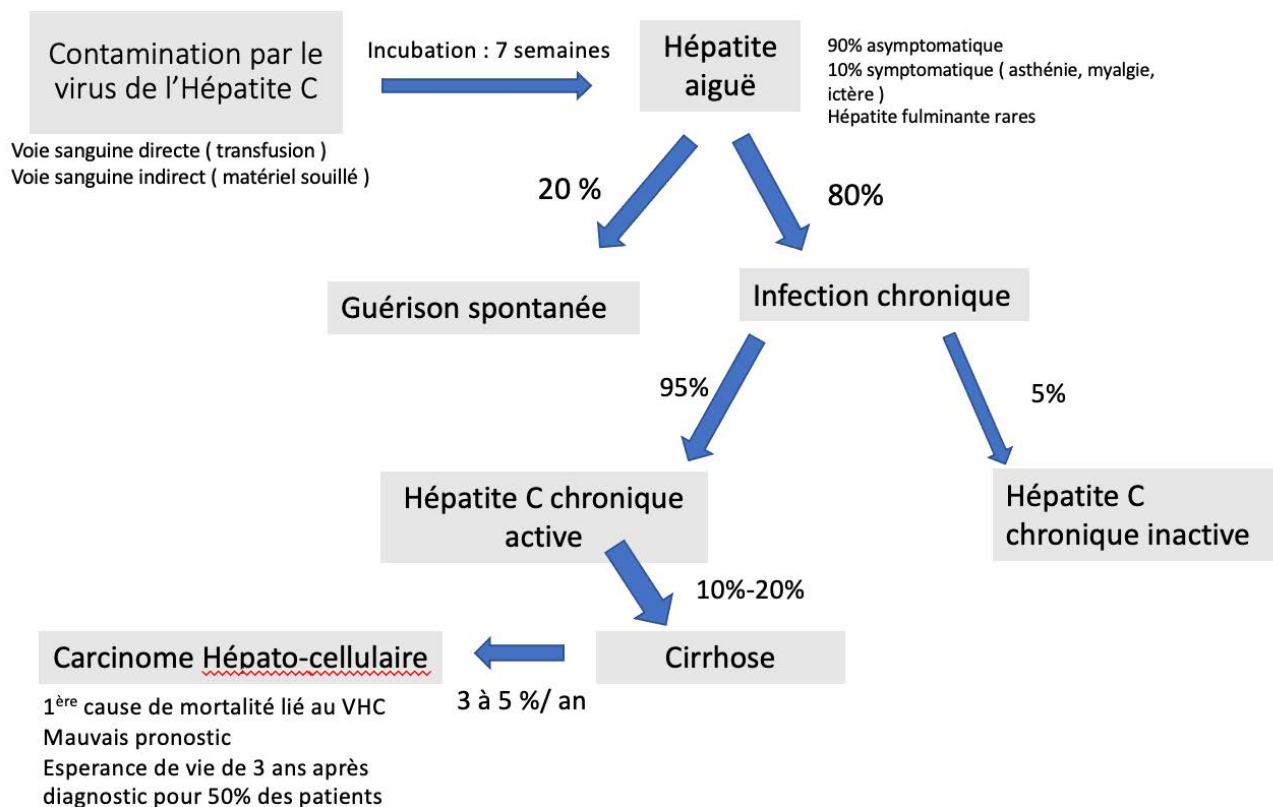 Contamination par le
virus de l’Hépatite C
Incubation : 7 semaines
Hépatite
aiguë
90% asymptomatique
10% symptomatique ( asthénie, myalgie,
ictère )
Hépatite fulminante rares
Voie sanguine directe ( transfusion )
Voie sanguine indirect ( matériel souillé )
20 %
80%
Guérison spontanée
Infection chronique
95%
5%
Hépatite C chronique
active
Hépatite C
chronique inactive
10%-20%
Carcinome Hépato-cellulaire
Cirrhose
3 à 5 %/ an
1ère cause de mortalité lié au VHC
Mauvais pronostic
Esperance de vie de 3 ans après
diagnostic pour 50% des patients